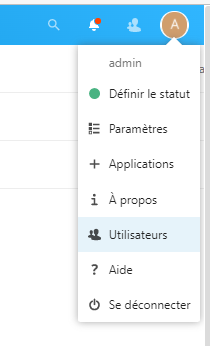 A
admin
Définir le statut
Paramètres
Applications
À propos
Utilisateurs
Aide
Se déconnecter